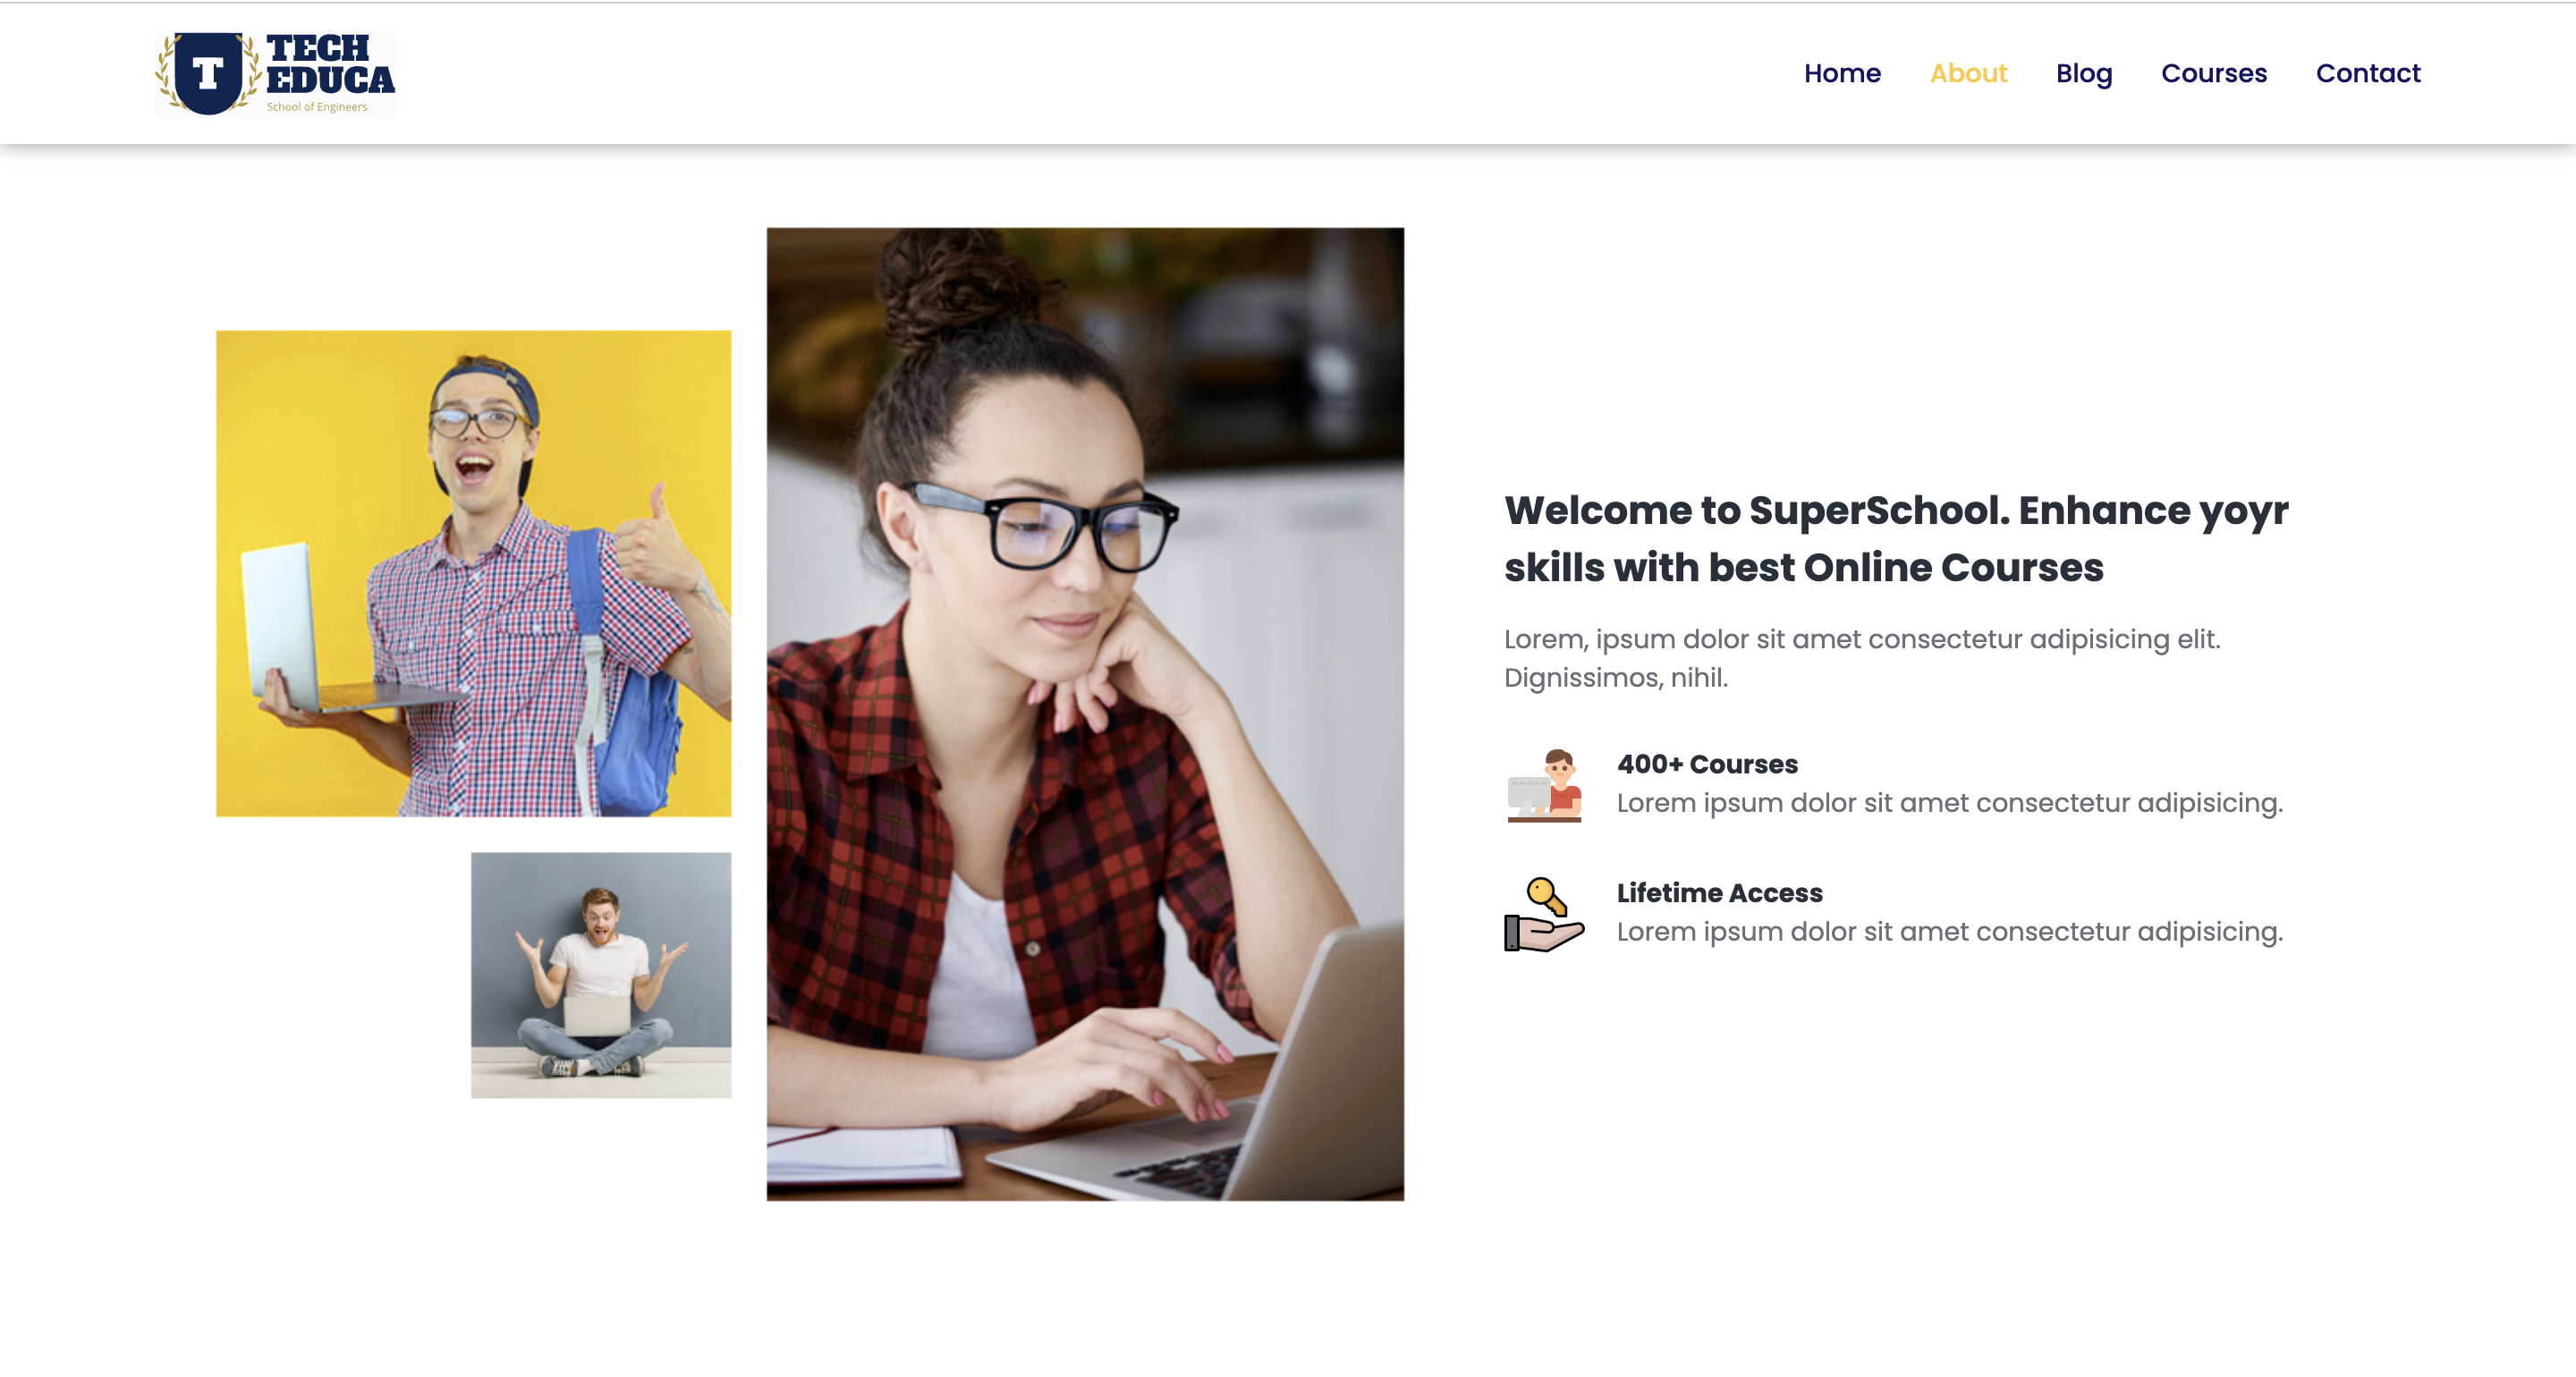 T
TECH
EDUCA
School of Engineers
Home
About
Blog
Courses
Contact
Welcome to SuperSchool. Enhance yoyr
skills with best Online Courses
Lorem, ipsum dolor sit amet consectetur adipisicing elit.
Dignissimos, nihil.
400+ Courses
Lorem ipsum dolor sit amet consectetur adipisicing.
Lifetime Access
Lorem ipsum dolor sit amet consectetur adipisicing.